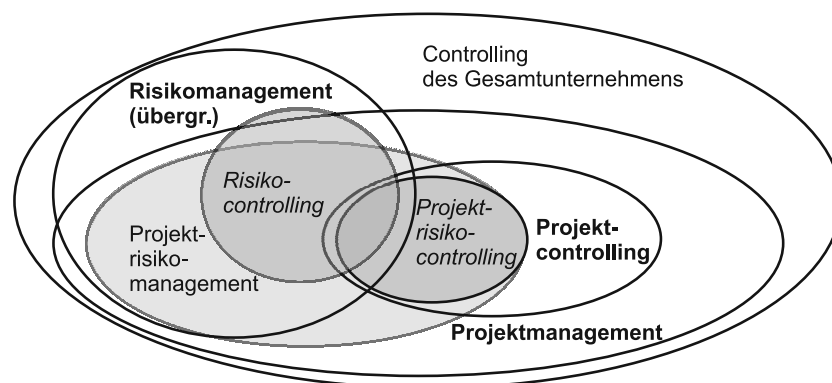 Controlling
des Gesamtunternehmens
Risikomanagement
(übergr.)
Risiko-
controlling
Projekt-
risiko-
management
Projekt-
risiko-
controlling
Projekt-
controlling
Projektmanagement